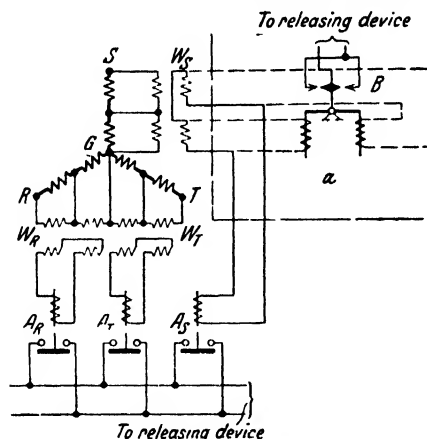 To releasing device
S
W_S
B
G
a
R
T
W_R
W_T
A_R
A_T
A_S
To releasing device